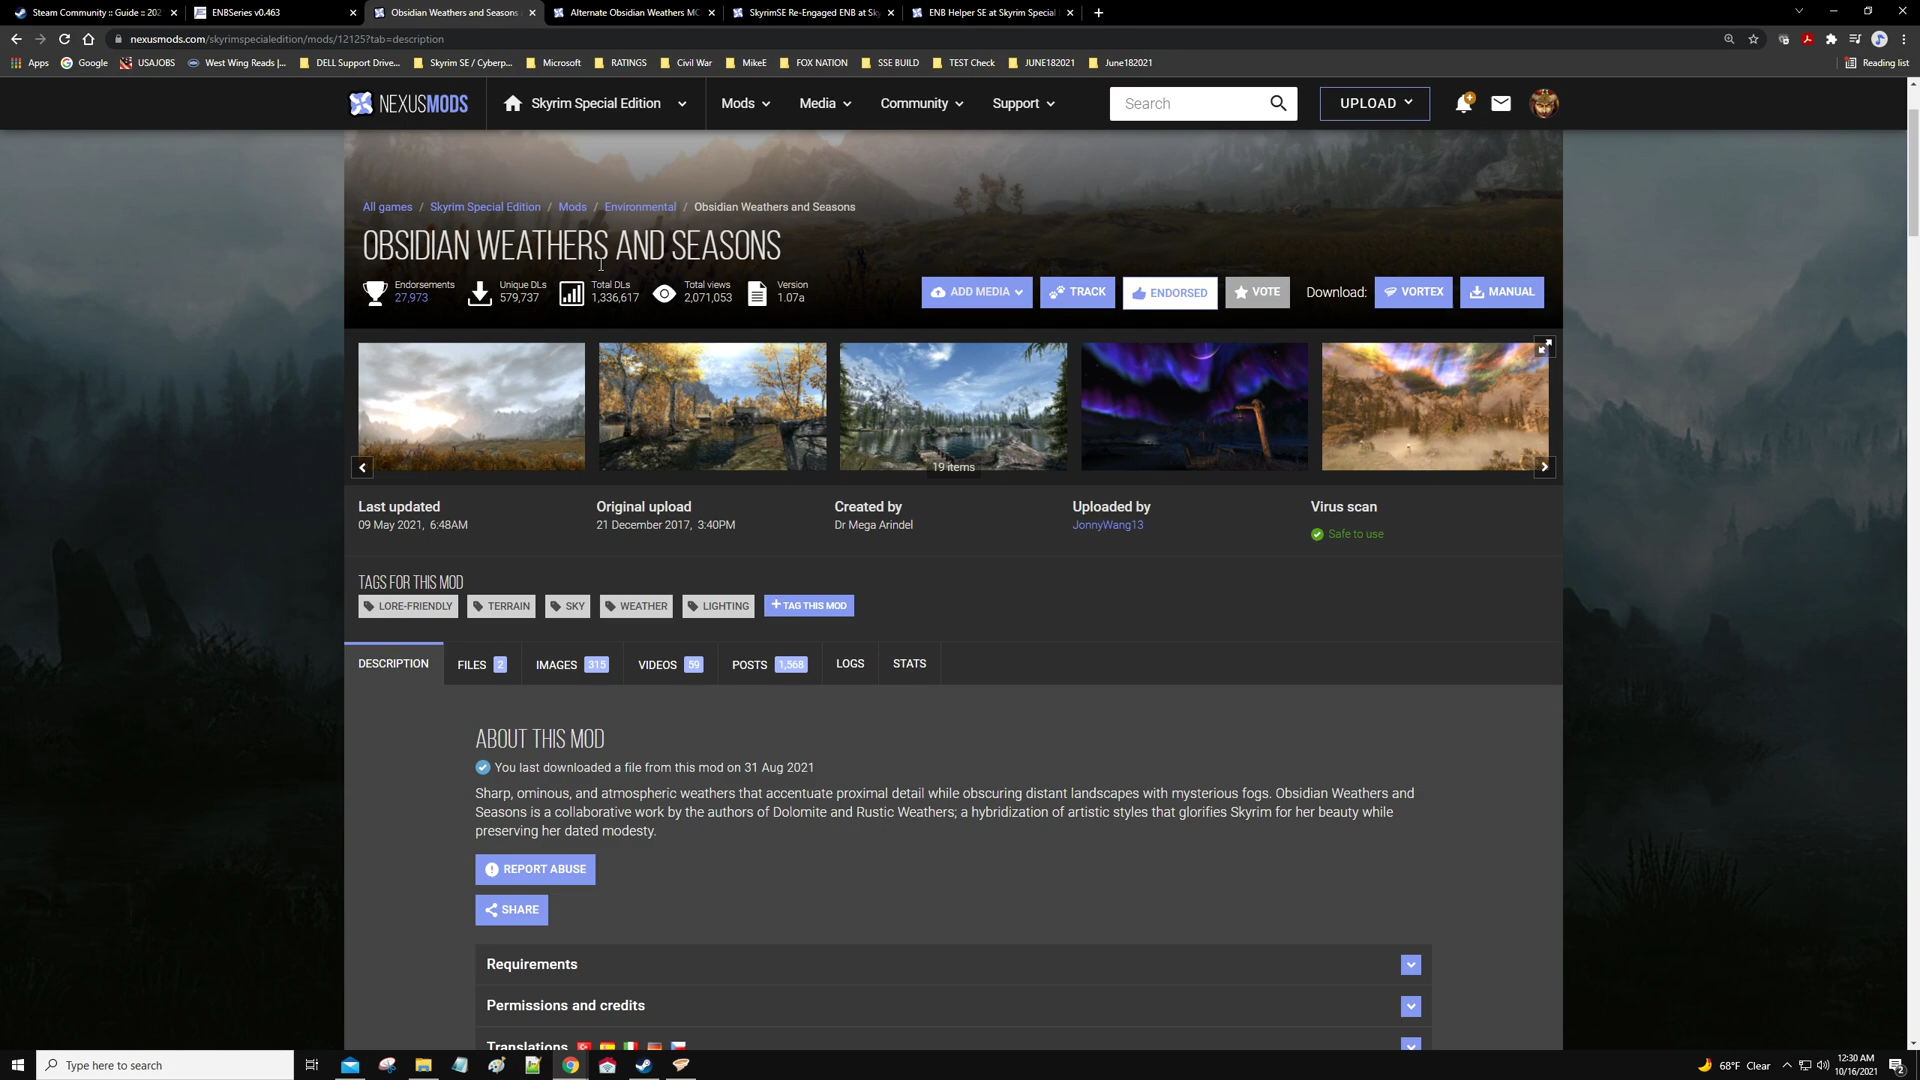 Steam Community :: Guide :: 202
ENBSeries v0.463
Obsidian Weathers and Seasons
Alternate Obsidian Weathers MC
SkyrimSE Re-Engaged ENB at Sky
ENB Helper SE at Skyrim Special
nexusmods.com/skyrimspecialedition/mods/12125?tab=description
Apps
Google
USAJOBS
West Wing Reads |...
DELL Support Drive...
Skyrim SE / Cyberp...
Microsoft
RATINGS
Civil War
MikeE
FOX NATION
SSE BUILD
TEST Check
JUNE182021
June182021
Reading list
NEXUSMODS
Skyrim Special Edition
Mods
Media
Community
Support
Search
UPLOAD
All games / Skyrim Special Edition / Mods / Environmental / Obsidian Weathers and Seasons
OBSIDIAN WEATHERS AND SEASONS
Endorsements
27,973
Unique DLs
579,737
Total DLs
1,336,617
Total views
2,071,053
Version
1.07a
ADD MEDIA
TRACK
ENDORSED
VOTE
Download:
VORTEX
MANUAL
19 items
Last updated
09 May 2021, 6:48AM
Original upload
21 December 2017, 3:40PM
Created by
Dr Mega Arindel
Uploaded by
JonnyWang13
Virus scan
Safe to use
TAGS FOR THIS MOD
LORE-FRIENDLY
TERRAIN
SKY
WEATHER
LIGHTING
+ TAG THIS MOD
DESCRIPTION
FILES 2
IMAGES 315
VIDEOS 59
POSTS 1,568
LOGS
STATS
ABOUT THIS MOD
You last downloaded a file from this mod on 31 Aug 2021
Sharp, ominous, and atmospheric weathers that accentuate proximal detail while obscuring distant landscapes with mysterious fogs. Obsidian Weathers and
Seasons is a collaborative work by the authors of Dolomite and Rustic Weathers; a hybridization of artistic styles that glorifies Skyrim for her beauty while
preserving her dated modesty.
REPORT ABUSE
SHARE
Requirements
Permissions and credits
Translations
Type here to search
68°F Clear
12:30 AM
10/16/2021
2